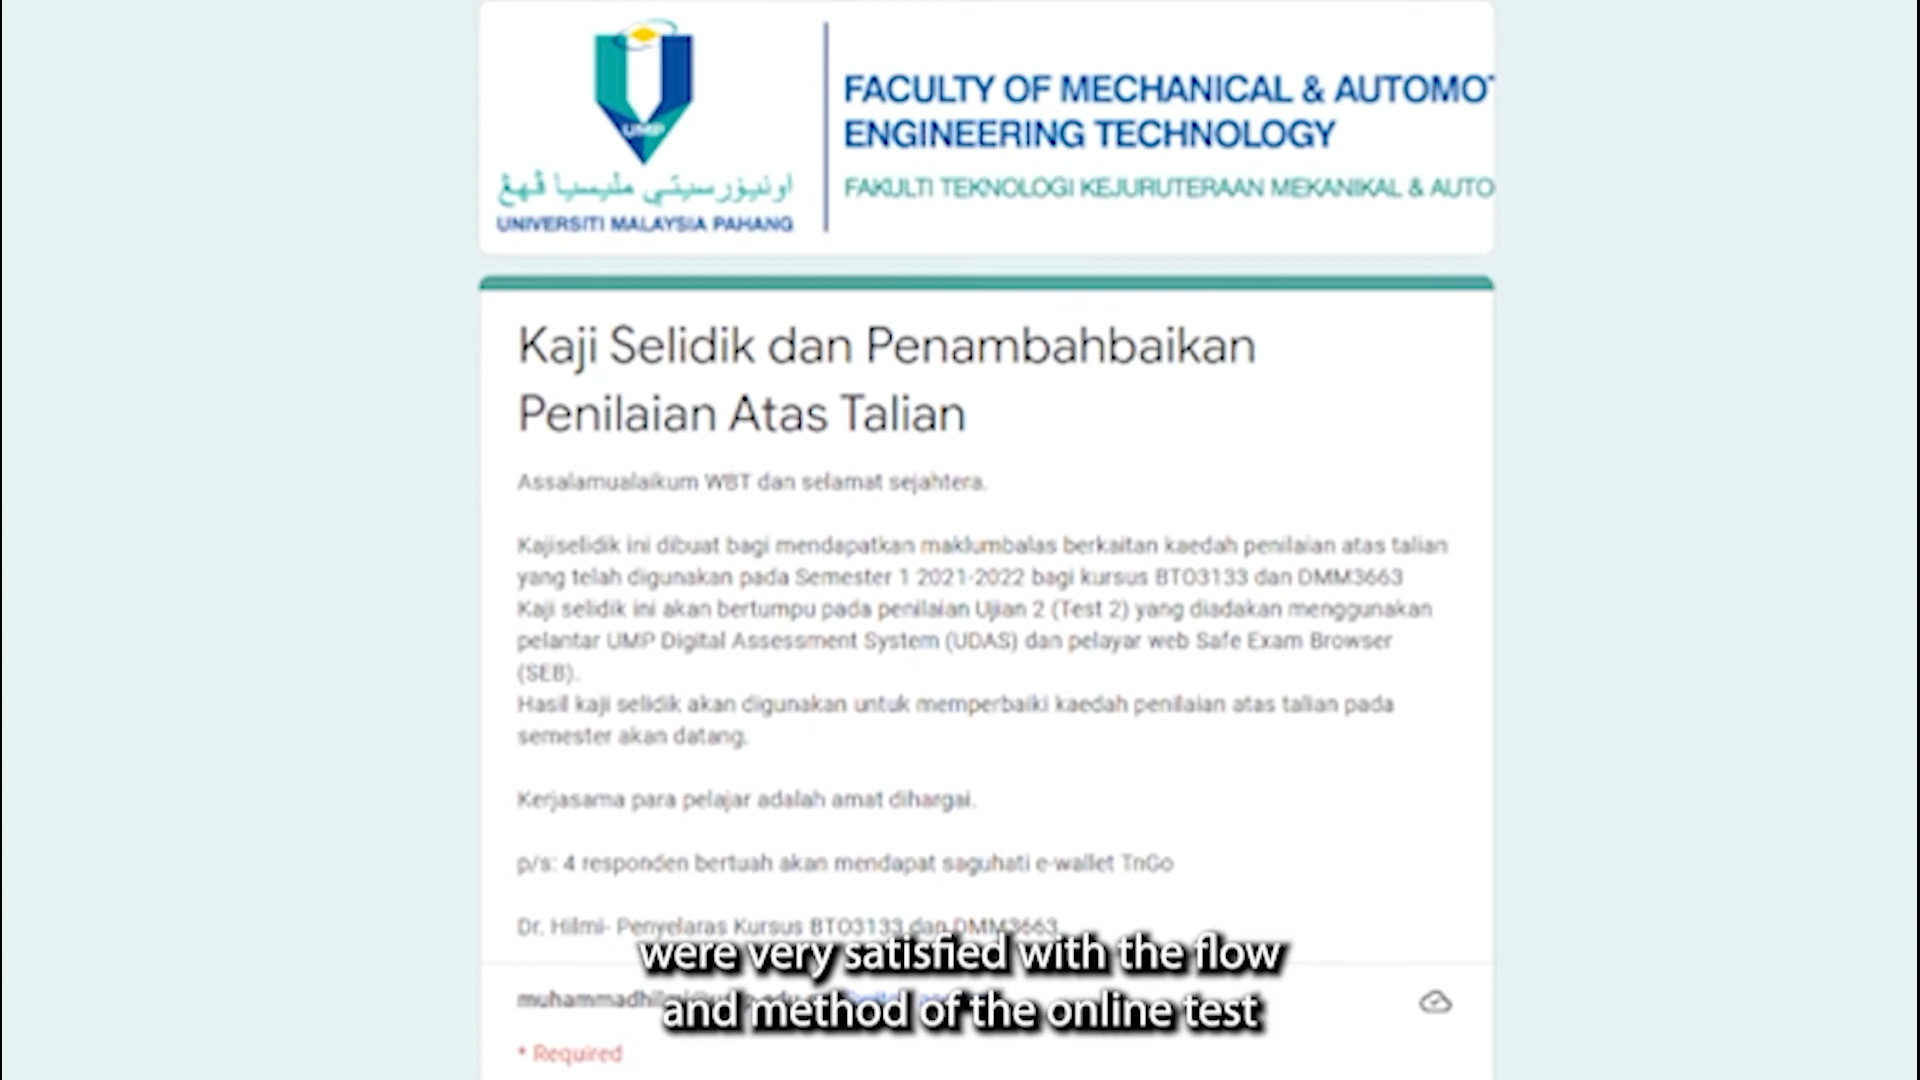 UMP
اونيۏرسيتي مليسيا ڤهڠ
UNIVERSITI MALAYSIA PAHANG
FACULTY OF MECHANICAL & AUTOMOT
ENGINEERING TECHNOLOGY
FAKULTI TEKNOLOGI KEJURUTERAAN MEKANIKAL & AUTO
Kaji Selidik dan Penambahbaikan
Penilaian Atas Talian
Assalamualaikum WBT dan selamat sejahtera.
Kajiselidik ini dibuat bagi mendapatkan maklumbalas berkaitan kaedah penilaian atas talian
yang telah digunakan pada Semester 1 2021-2022 bagi kursus BTO3133 dan DMM3663
Kaji selidik ini akan bertumpu pada penilaian Ujian 2 (Test 2) yang diadakan menggunakan
pelantar UMP Digital Assessment System (UDAS) dan pelayar web Safe Exam Browser
(SEB).
Hasil kaji selidik akan digunakan untuk memperbaiki kaedah penilaian atas talian pada
semester akan datang.
Kerjasama para pelajar adalah amat dihargai.
p/s: 4 responden bertuah akan mendapat saguhati e-wallet TnGo
Dr. Hilmi- Penyelaras Kursus BTO3133 dan DMM3663
were very satisfied with the flow
and method of the online test
* Required